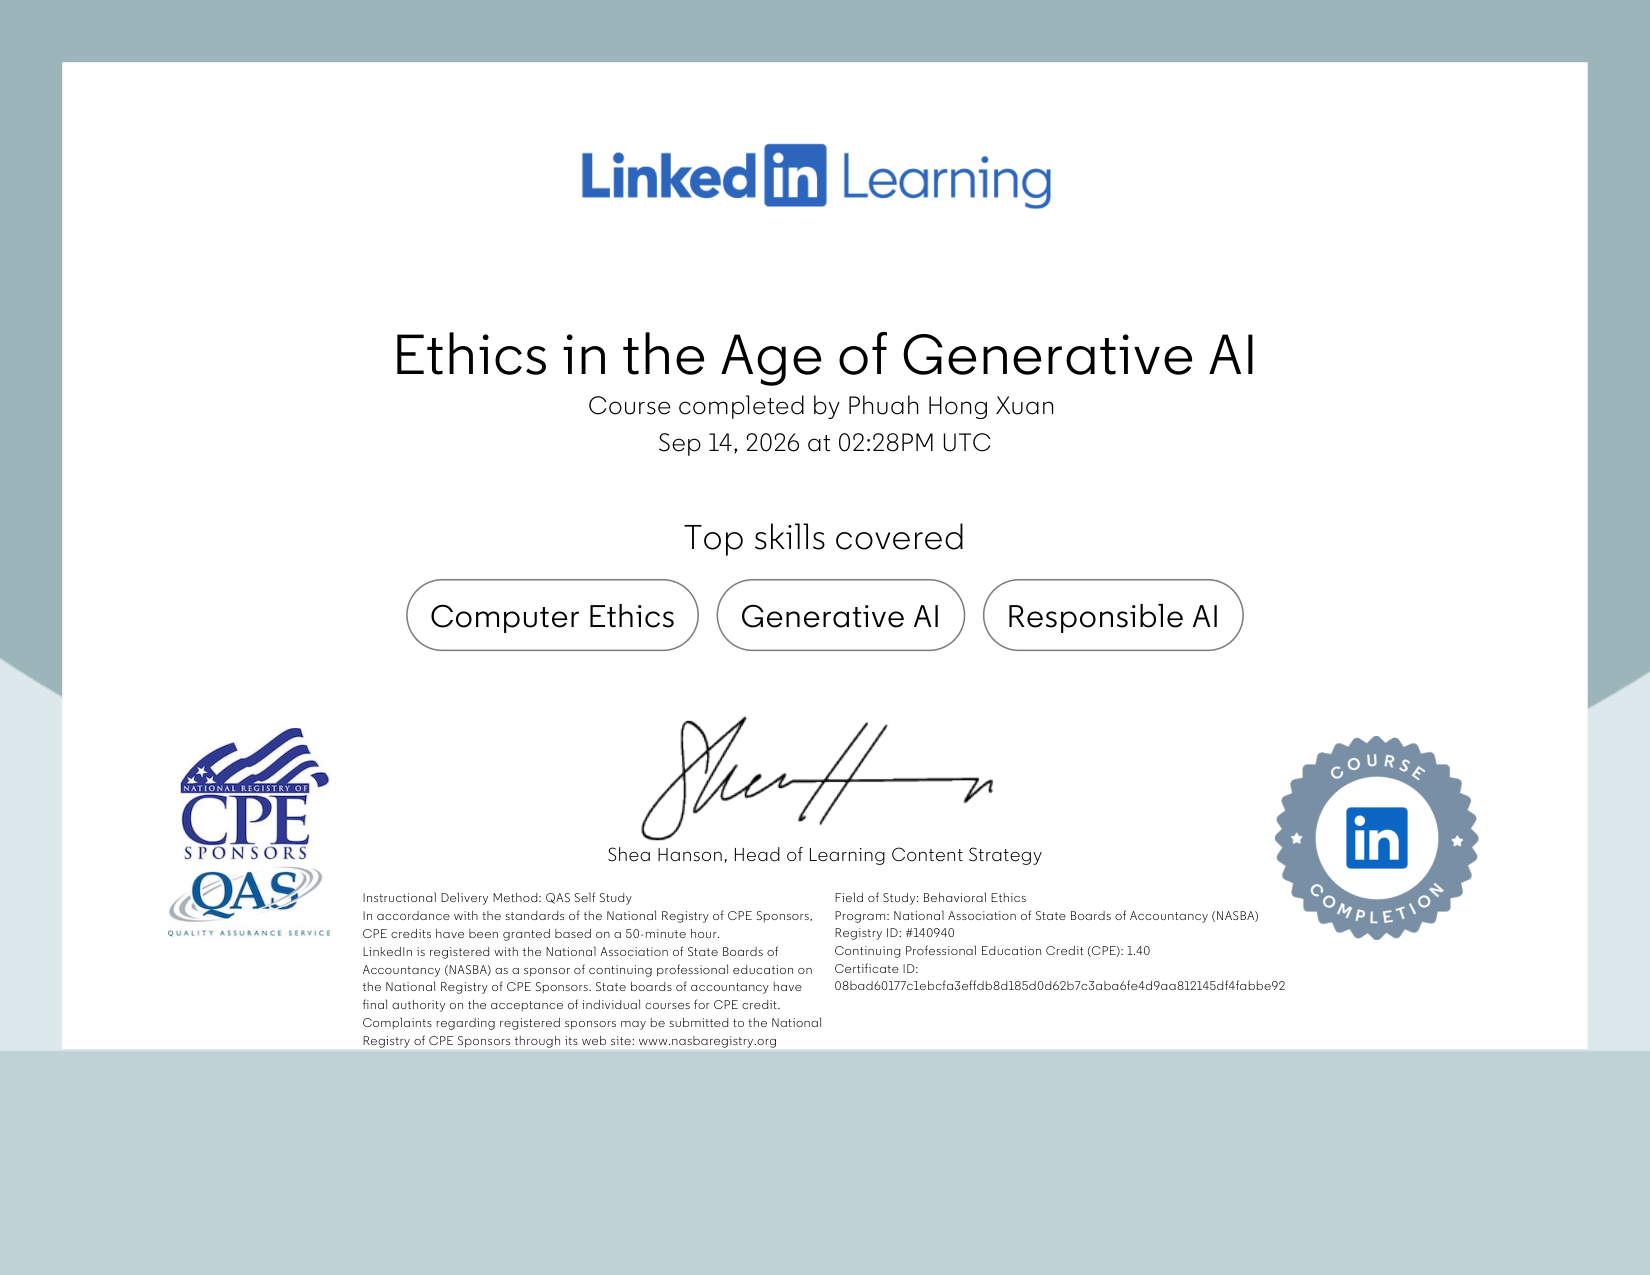 LinkedIn Learning
Ethics in the Age of Generative AI
Course completed by Phuah Hong Xuan
Sep 14, 2026 at 02:28PM UTC
Top skills covered
Computer Ethics
Generative AI
Responsible AI
NATIONAL REGISTRY OF
CPE
SPONSORS
QAS
QUALITY ASSURANCE SERVICE
Shea Hanson, Head of Learning Content Strategy
COURSE
in
COMPLETION
Instructional Delivery Method: QAS Self Study
In accordance with the standards of the National Registry of CPE Sponsors,
CPE credits have been granted based on a 50-minute hour.
LinkedIn is registered with the National Association of State Boards of
Accountancy (NASBA) as a sponsor of continuing professional education on
the National Registry of CPE Sponsors. State boards of accountancy have
final authority on the acceptance of individual courses for CPE credit.
Complaints regarding registered sponsors may be submitted to the National
Registry of CPE Sponsors through its web site: www.nasbaregistry.org
Field of Study: Behavioral Ethics
Program: National Association of State Boards of Accountancy (NASBA)
Registry ID: #140940
Continuing Professional Education Credit (CPE): 1.40
Certificate ID:
08bad60177c1ebcfa3effdb8d185d0d62b7c3aba6fe4d9aa812145df4fabbe92